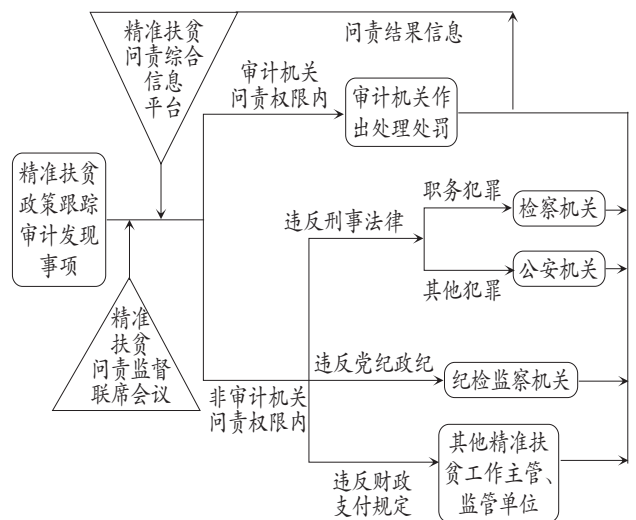 精准扶贫
问责综合
信息
平台
问责结果信息
审计机关
问责权限内
审计机关作
出处理处罚
精准扶贫
政策跟踪
审计发现
事项
职务犯罪
检察机关
违反刑事法律
公安机关
其他犯罪
精准
扶贫
问责监督
联席会议
违反党纪政纪
纪检监察机关
非审计机关
问责权限内
其他精准扶
贫工作主管、
监管单位
违反财政
支付规定